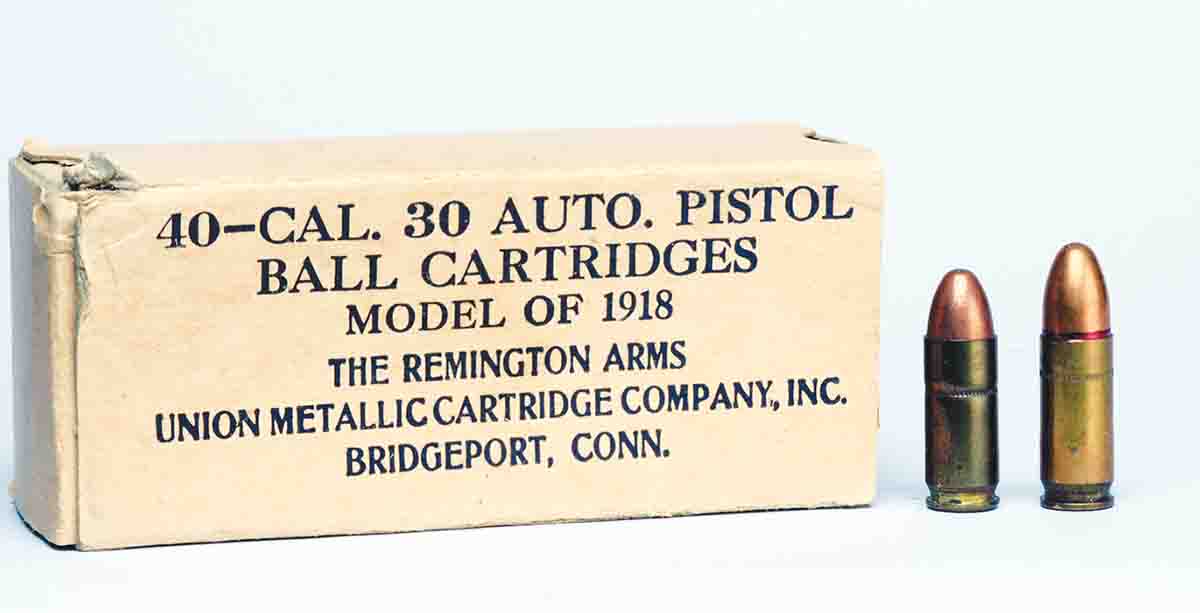 40-CAL. 30 AUTO. PISTOL
BALL CARTRIDGES
MODEL OF 1918
THE REMINGTON ARMS
UNION METALLIC CARTRIDGE COMPANY, INC.
BRIDGEPORT, CONN.